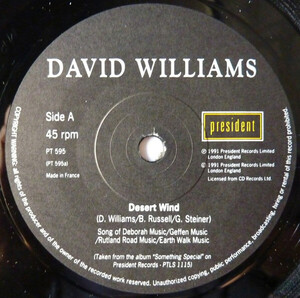 DAVID WILLIAMS
Side A
45 rpm
PT 595
(PT 595a)
Made in France
president
℗ 1991 President Records Limited
London England
© 1991 President Records Limited
London England
Licensed from CD Records Ltd.
Desert Wind
(D. Williams/B. Russell/G. Steiner)
Song of Deborah Music/Geffen Music
/Rutland Road Music/Earth Walk Music
(Taken from the album "Something Special" on
President Records - PTLS 1115)
COPYRIGHT WARNING: all rights of the producer and of the owner of the recorded work reserved. Unauthorized copying, public performance, broadcasting, hiring or rental of this record prohibited.